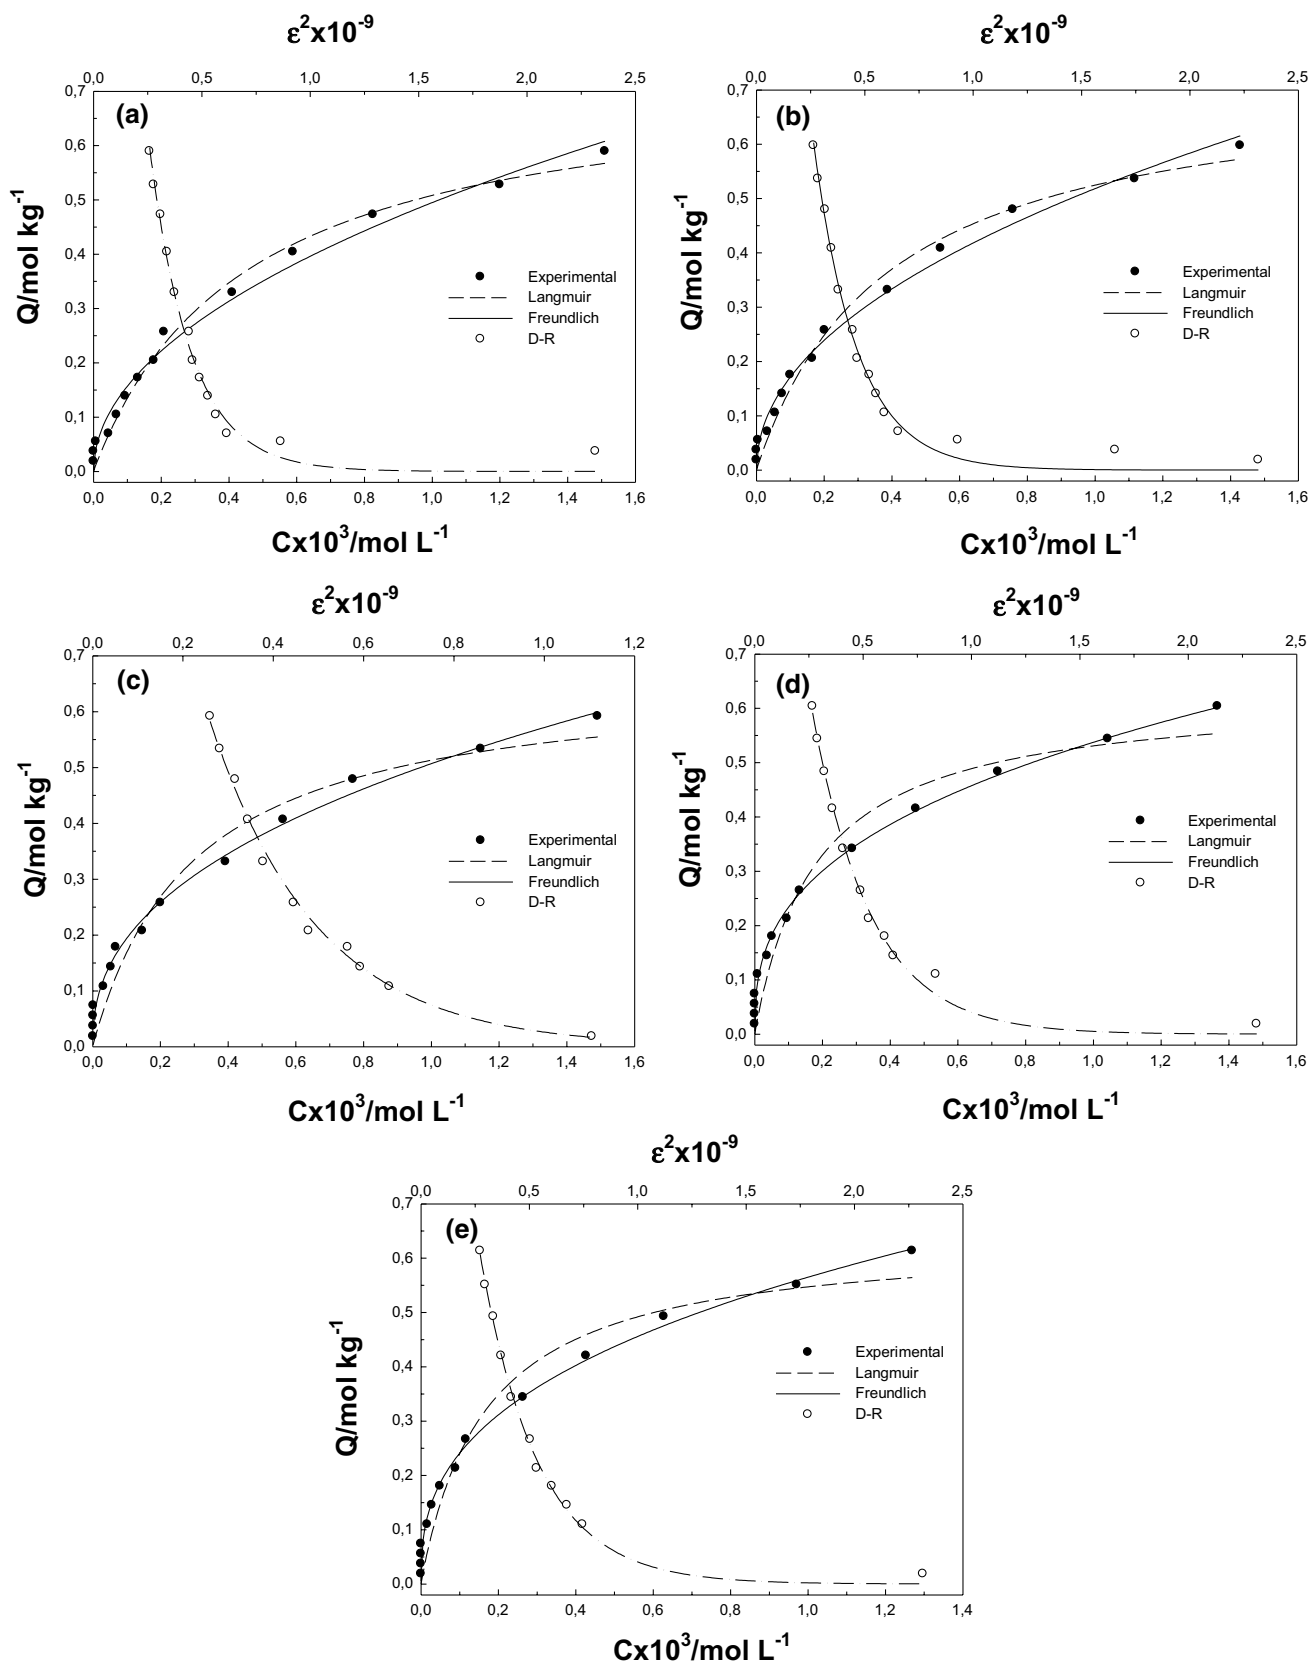 ε²x10⁻⁹
0,0 0,5 1,0 1,5 2,0 2,5
(a)
Q/mol kg⁻¹
0,7
0,6
0,5
0,4
0,3
0,2
0,1
0,0
Experimental
Langmuir
Freundlich
D-R
0,0 0,2 0,4 0,6 0,8 1,0 1,2 1,4 1,6
Cx10³/mol L⁻¹
ε²x10⁻⁹
0,0 0,5 1,0 1,5 2,0 2,5
(b)
Q/mol kg⁻¹
0,7
0,6
0,5
0,4
0,3
0,2
0,1
0,0
Experimental
Langmuir
Freundlich
D-R
0,0 0,2 0,4 0,6 0,8 1,0 1,2 1,4 1,6
Cx10³/mol L⁻¹
ε²x10⁻⁹
0,0 0,2 0,4 0,6 0,8 1,0 1,2
(c)
Q/mol kg⁻¹
0,7
0,6
0,5
0,4
0,3
0,2
0,1
0,0
Experimental
Langmuir
Freundlich
D-R
0,0 0,2 0,4 0,6 0,8 1,0 1,2 1,4 1,6
Cx10³/mol L⁻¹
ε²x10⁻⁹
0,0 0,5 1,0 1,5 2,0 2,5
(d)
Q/mol kg⁻¹
0,7
0,6
0,5
0,4
0,3
0,2
0,1
0,0
Experimental
Langmuir
Freundlich
D-R
0,0 0,2 0,4 0,6 0,8 1,0 1,2 1,4 1,6
Cx10³/mol L⁻¹
ε²x10⁻⁹
0,0 0,5 1,0 1,5 2,0 2,5
(e)
Q/mol kg⁻¹
0,7
0,6
0,5
0,4
0,3
0,2
0,1
0,0
Experimental
Langmuir
Freundlich
D-R
0,0 0,2 0,4 0,6 0,8 1,0 1,2 1,4
Cx10³/mol L⁻¹